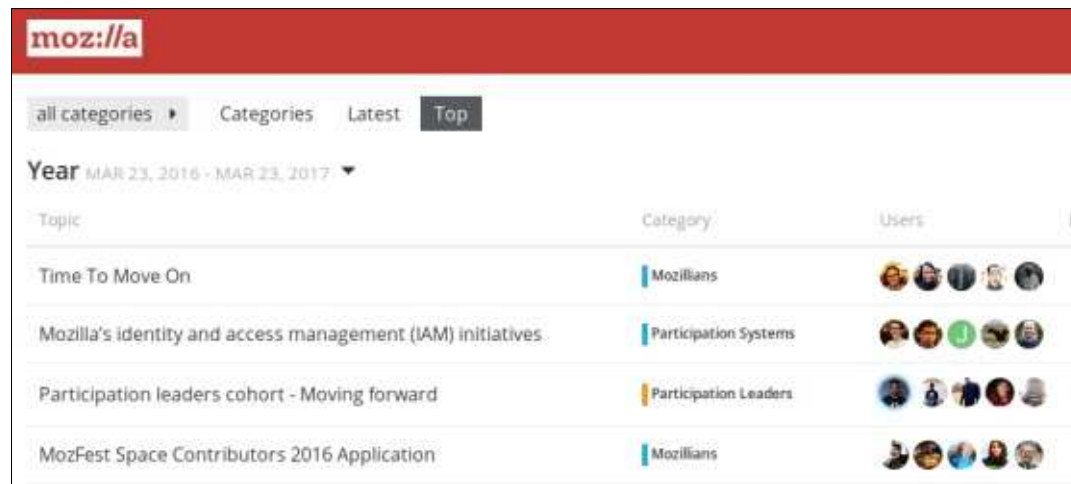 moz://a
all categories Categories Latest Top
Year MAR 23, 2016 - MAR 23, 2017
Topic Category Users
Time To Move On Mozillians
Mozilla's identity and access management (IAM) initiatives Participation Systems
J
Participation leaders cohort - Moving forward Participation Leaders
MozFest Space Contributors 2016 Application Mozillians